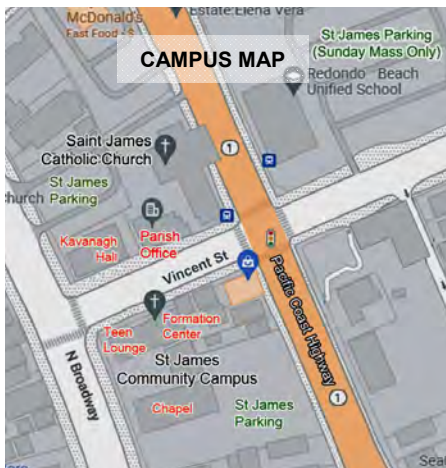 McDonald's
Fast Food · $
Estate:Elena Vera
St James Parking
(Sunday Mass Only)
CAMPUS MAP
Redondo Beach
Unified School
Saint James
Catholic Church
1
St James
Parking
hurch
Kavanagh
Hall
Parish
Office
Vincent St
Pacific Coast Highway
Teen
Lounge
Formation
Center
N Broadway
St James
Community Campus
Chapel
St James
Parking
1
Sea